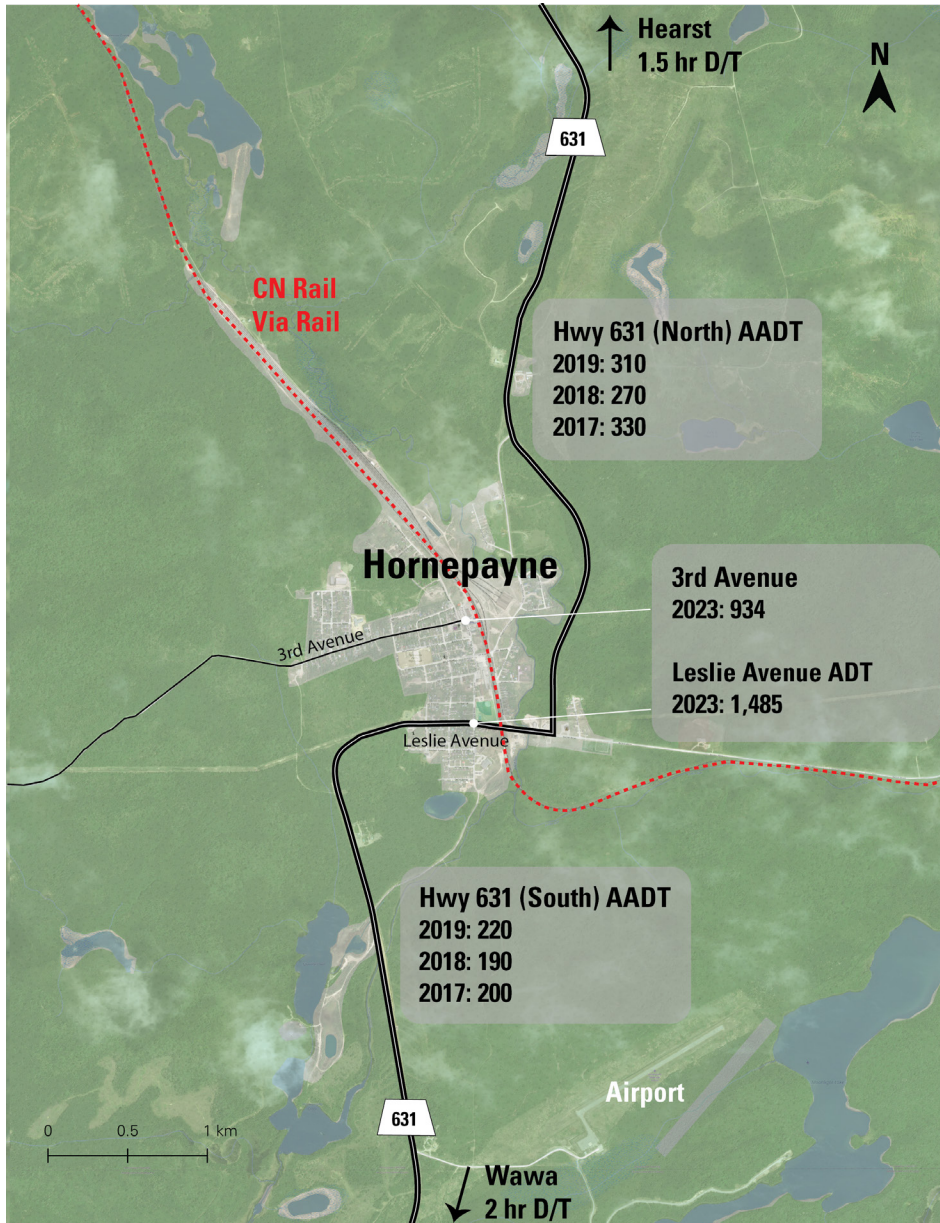 Hearst
1.5 hr D/T
N
631
CN Rail
Via Rail
Hwy 631 (North) AADT
2019: 310
2018: 270
2017: 330
Hornepayne
3rd Avenue
2023: 934
3rd Avenue
Leslie Avenue ADT
2023: 1,485
Leslie Avenue
Hwy 631 (South) AADT
2019: 220
2018: 190
2017: 200
Airport
631
0 0.5 1 km
Wawa
2 hr D/T